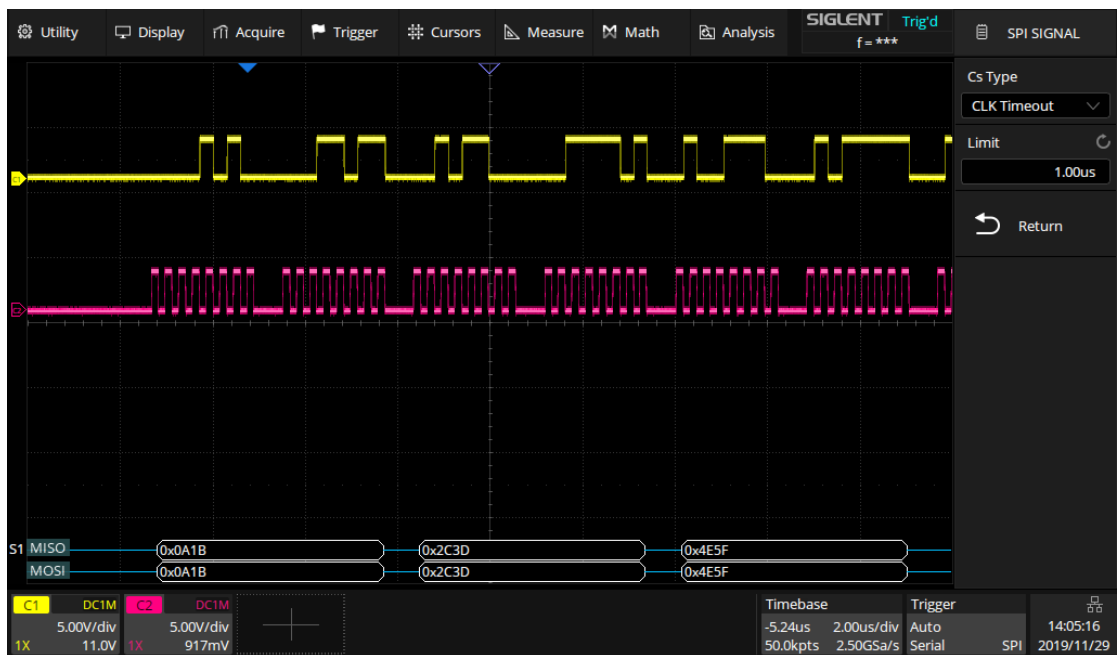 Utility Display Acquire Trigger Cursors Measure Math Analysis SIGLENT Trig'd SPI SIGNAL
f = ***
Cs Type
CLK Timeout
Limit
1.00us
Return
C1
C2
S1 MISO 0x0A1B 0x2C3D 0x4E5F
MOSI 0x0A1B 0x2C3D 0x4E5F
C1 DC1M C2 DC1M Timebase Trigger
5.00V/div 5.00V/div -5.24us 2.00us/div Auto 14:05:16
1X 11.0V 1X 917mV 50.0kpts 2.50GSa/s Serial SPI 2019/11/29